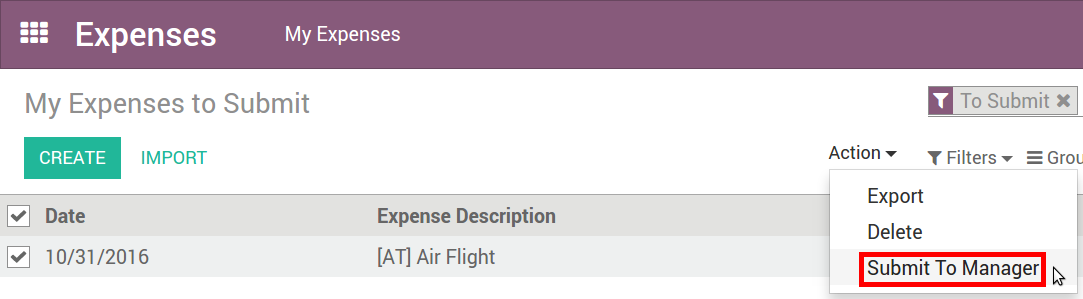 Expenses My Expenses
My Expenses to Submit
To Submit
CREATE IMPORT
Action Filters Grou
Export
Delete
Submit To Manager
Date Expense Description
10/31/2016 [AT] Air Flight